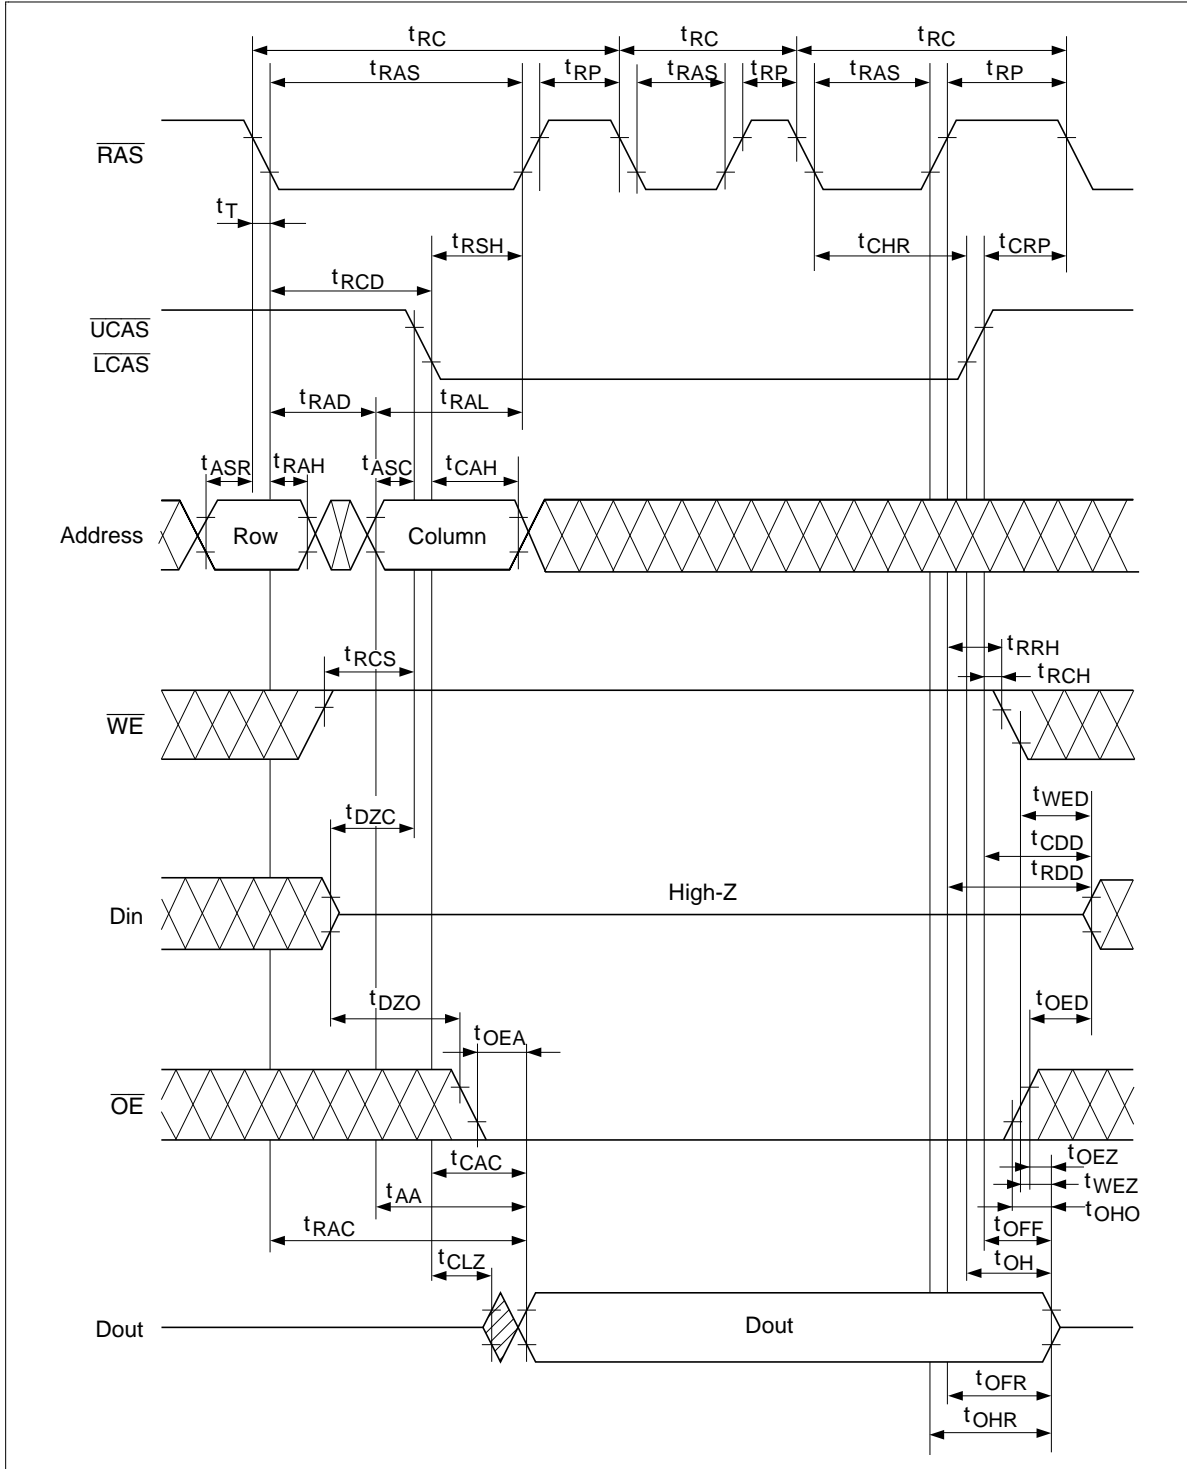 tRC tRC tRC
tRAS tRP tRAS tRP tRAS tRP
RAS
tT
tRSH tCHR tCRP
tRCD
UCAS
LCAS
tRAD tRAL
tASR tRAH tASC tCAH
Address Row Column
tRRH
tRCS
tRCH
WE
tWED
tDZC
tCDD
tRDD
High-Z
Din
tDZO tOED
tOEA
OE
tCAC tOEZ
tWEZ
tAA
tOHO
tRAC tOFF
tCLZ tOH
Dout Dout
tOFR
tOHR